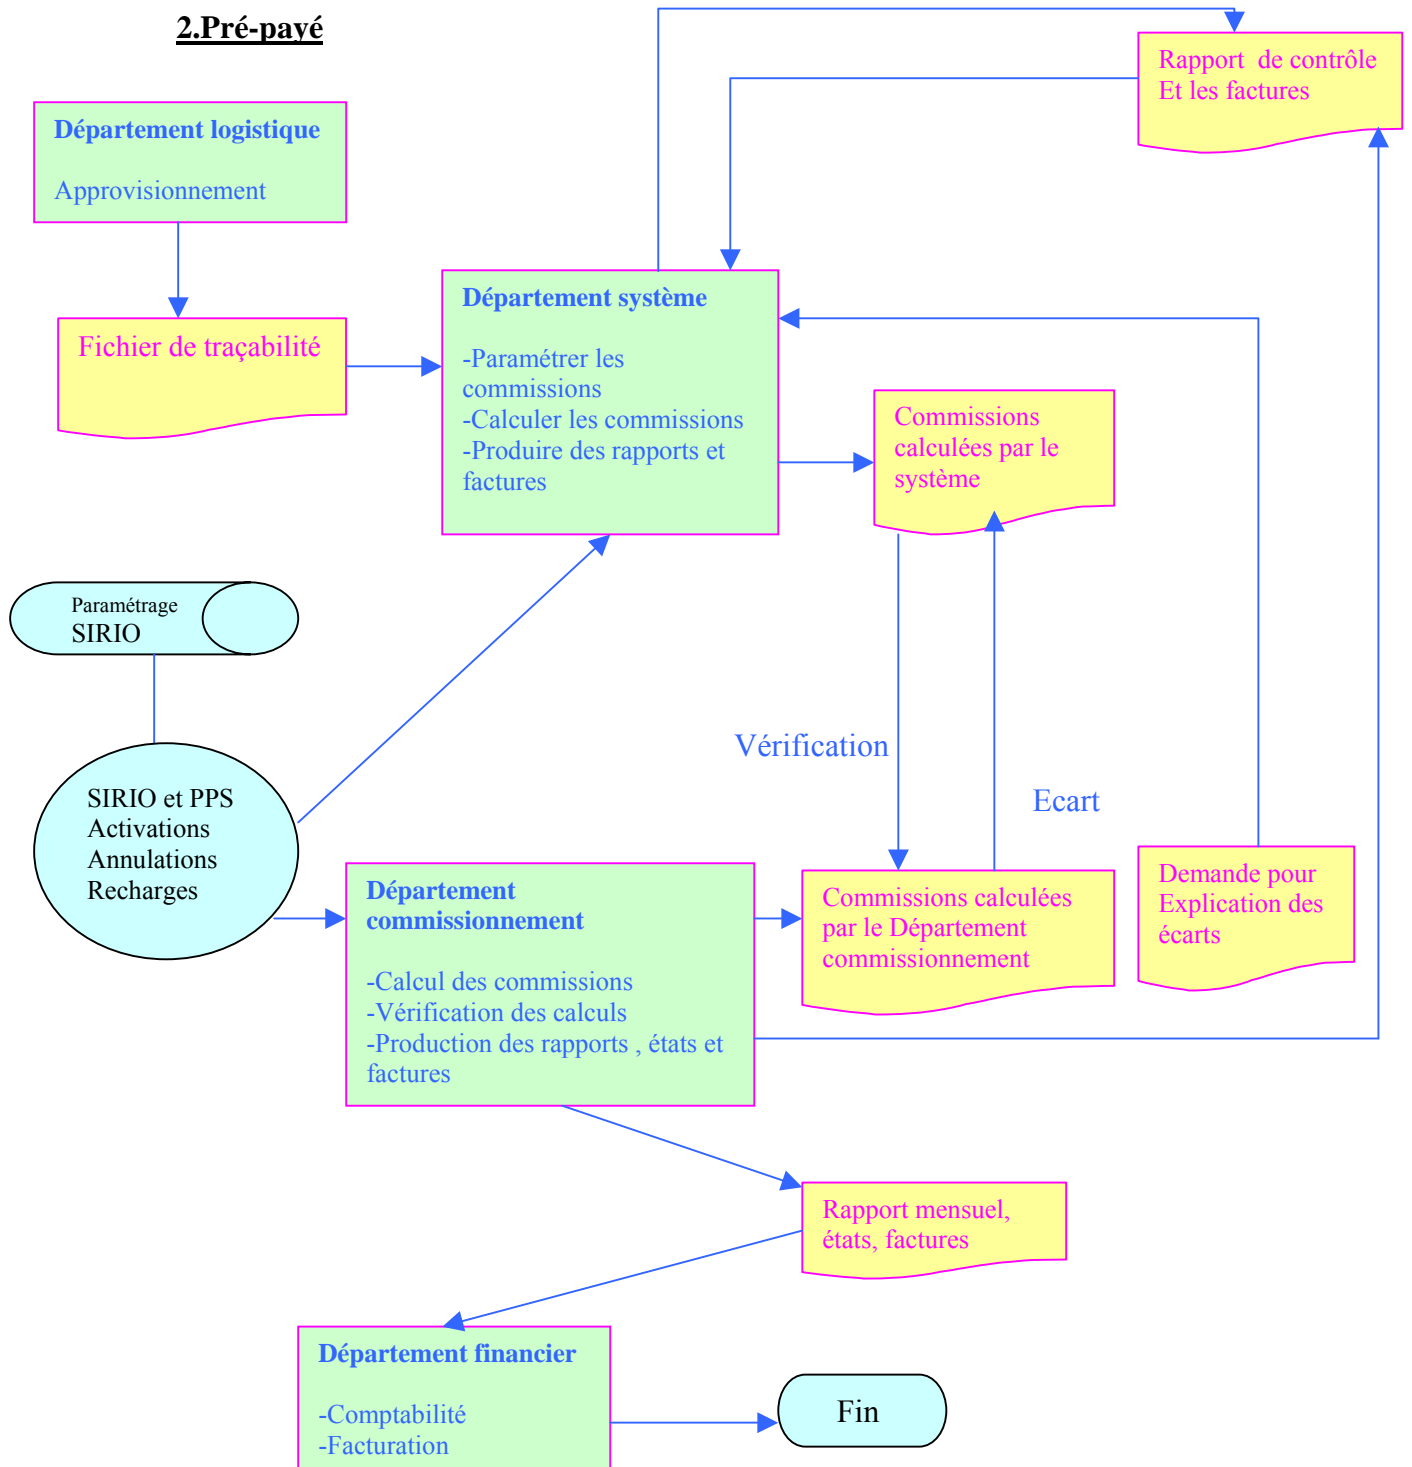 2.Pré-payé
Rapport de contrôle
Et les factures
Département logistique
Approvisionnement
Fichier de traçabilité
Département système
-Paramétrer les
commissions
-Calculer les commissions
-Produire des rapports et
factures
Commissions
calculées par le
système
Paramétrage
SIRIO
Vérification
Ecart
SIRIO et PPS
Activations
Annulations
Recharges
Département
commissionnement
-Calcul des commissions
-Vérification des calculs
-Production des rapports , états et
factures
Commissions calculées
par le Département
commissionnement
Demande pour
Explication des
écarts
Rapport mensuel,
états, factures
Département financier
-Comptabilité
-Facturation
Fin